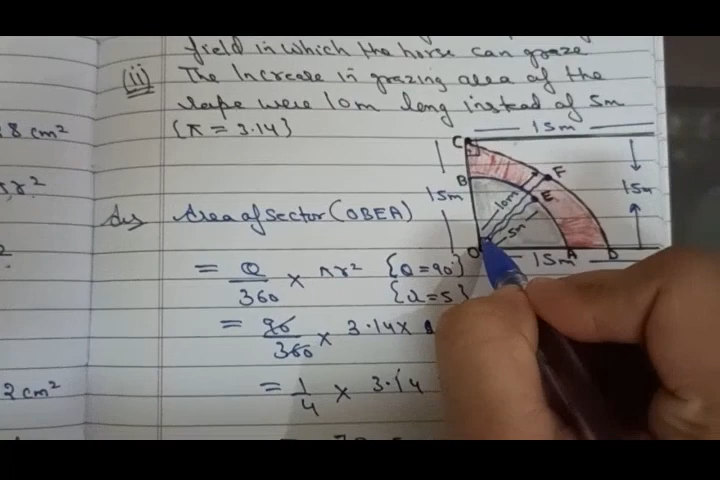 field in which the horse can graze
(ii) The Increase in grazing area if the
rope were 10m long instead of 5m
(π = 3.14)
15m
C
F
B
15m
10m
E
15m
5m
Ans Area of sector (OBEA)
O
15m
A
D
= θ/360 × πr² {θ=90°}
{r=5}
= 90/360 × 3.14 ×
= 1/4 × 3.14
8 cm²
r²
2 cm²